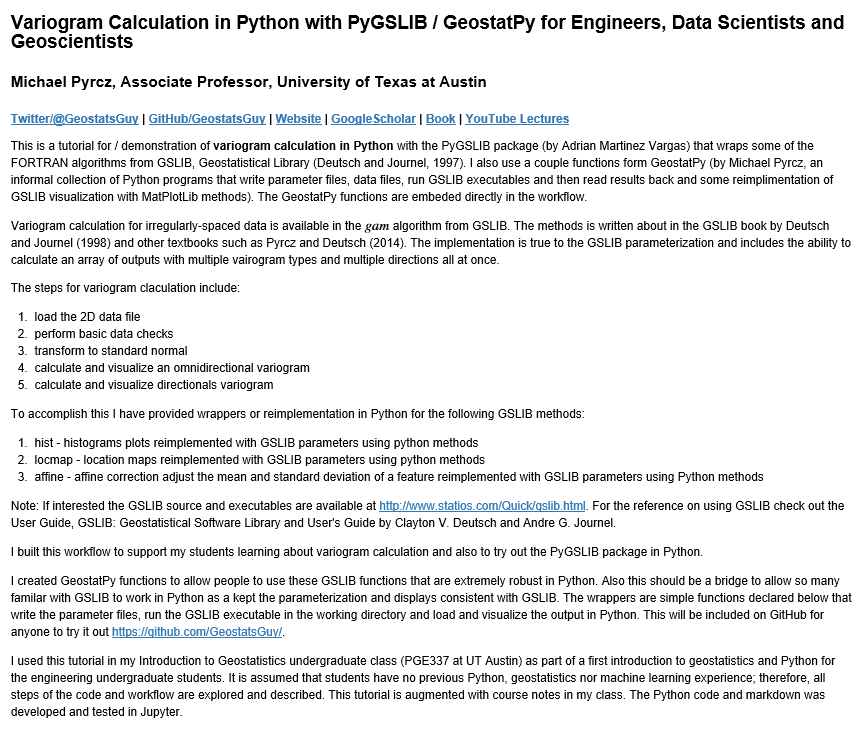 Variogram Calculation in Python with PyGSLIB / GeostatPy for Engineers, Data Scientists and
Geoscientists
Michael Pyrcz, Associate Professor, University of Texas at Austin
Twitter/@GeostatsGuy | GitHub/GeostatsGuy | Website | GoogleScholar | Book | YouTube Lectures
This is a tutorial for / demonstration of variogram calculation in Python with the PyGSLIB package (by Adrian Martinez Vargas) that wraps some of the
FORTRAN algorithms from GSLIB, Geostatistical Library (Deutsch and Journel, 1997). I also use a couple functions form GeostatPy (by Michael Pyrcz, an
informal collection of Python programs that write parameter files, data files, run GSLIB executables and then read results back and some reimplimentation of
GSLIB visualization with MatPlotLib methods). The GeostatPy functions are embeded directly in the workflow.
Variogram calculation for irregularly-spaced data is available in the gam algorithm from GSLIB. The methods is written about in the GSLIB book by Deutsch
and Journel (1998) and other textbooks such as Pyrcz and Deutsch (2014). The implementation is true to the GSLIB parameterization and includes the ability to
calculate an array of outputs with multiple vairogram types and multiple directions all at once.
The steps for variogram claculation include:
1. load the 2D data file
2. perform basic data checks
3. transform to standard normal
4. calculate and visualize an omnidirectional variogram
5. calculate and visualize directionals variogram
To accomplish this I have provided wrappers or reimplementation in Python for the following GSLIB methods:
1. hist - histograms plots reimplemented with GSLIB parameters using python methods
2. locmap - location maps reimplemented with GSLIB parameters using python methods
3. affine - affine correction adjust the mean and standard deviation of a feature reimplemented with GSLIB parameters using Python methods
Note: If interested the GSLIB source and executables are available at http://www.statios.com/Quick/gslib.html. For the reference on using GSLIB check out the
User Guide, GSLIB: Geostatistical Software Library and User's Guide by Clayton V. Deutsch and Andre G. Journel.
I built this workflow to support my students learning about variogram calculation and also to try out the PyGSLIB package in Python.
I created GeostatPy functions to allow people to use these GSLIB functions that are extremely robust in Python. Also this should be a bridge to allow so many
familar with GSLIB to work in Python as a kept the parameterization and displays consistent with GSLIB. The wrappers are simple functions declared below that
write the parameter files, run the GSLIB executable in the working directory and load and visualize the output in Python. This will be included on GitHub for
anyone to try it out https://github.com/GeostatsGuy/.
I used this tutorial in my Introduction to Geostatistics undergraduate class (PGE337 at UT Austin) as part of a first introduction to geostatistics and Python for
the engineering undergraduate students. It is assumed that students have no previous Python, geostatistics nor machine learning experience; therefore, all
steps of the code and workflow are explored and described. This tutorial is augmented with course notes in my class. The Python code and markdown was
developed and tested in Jupyter.